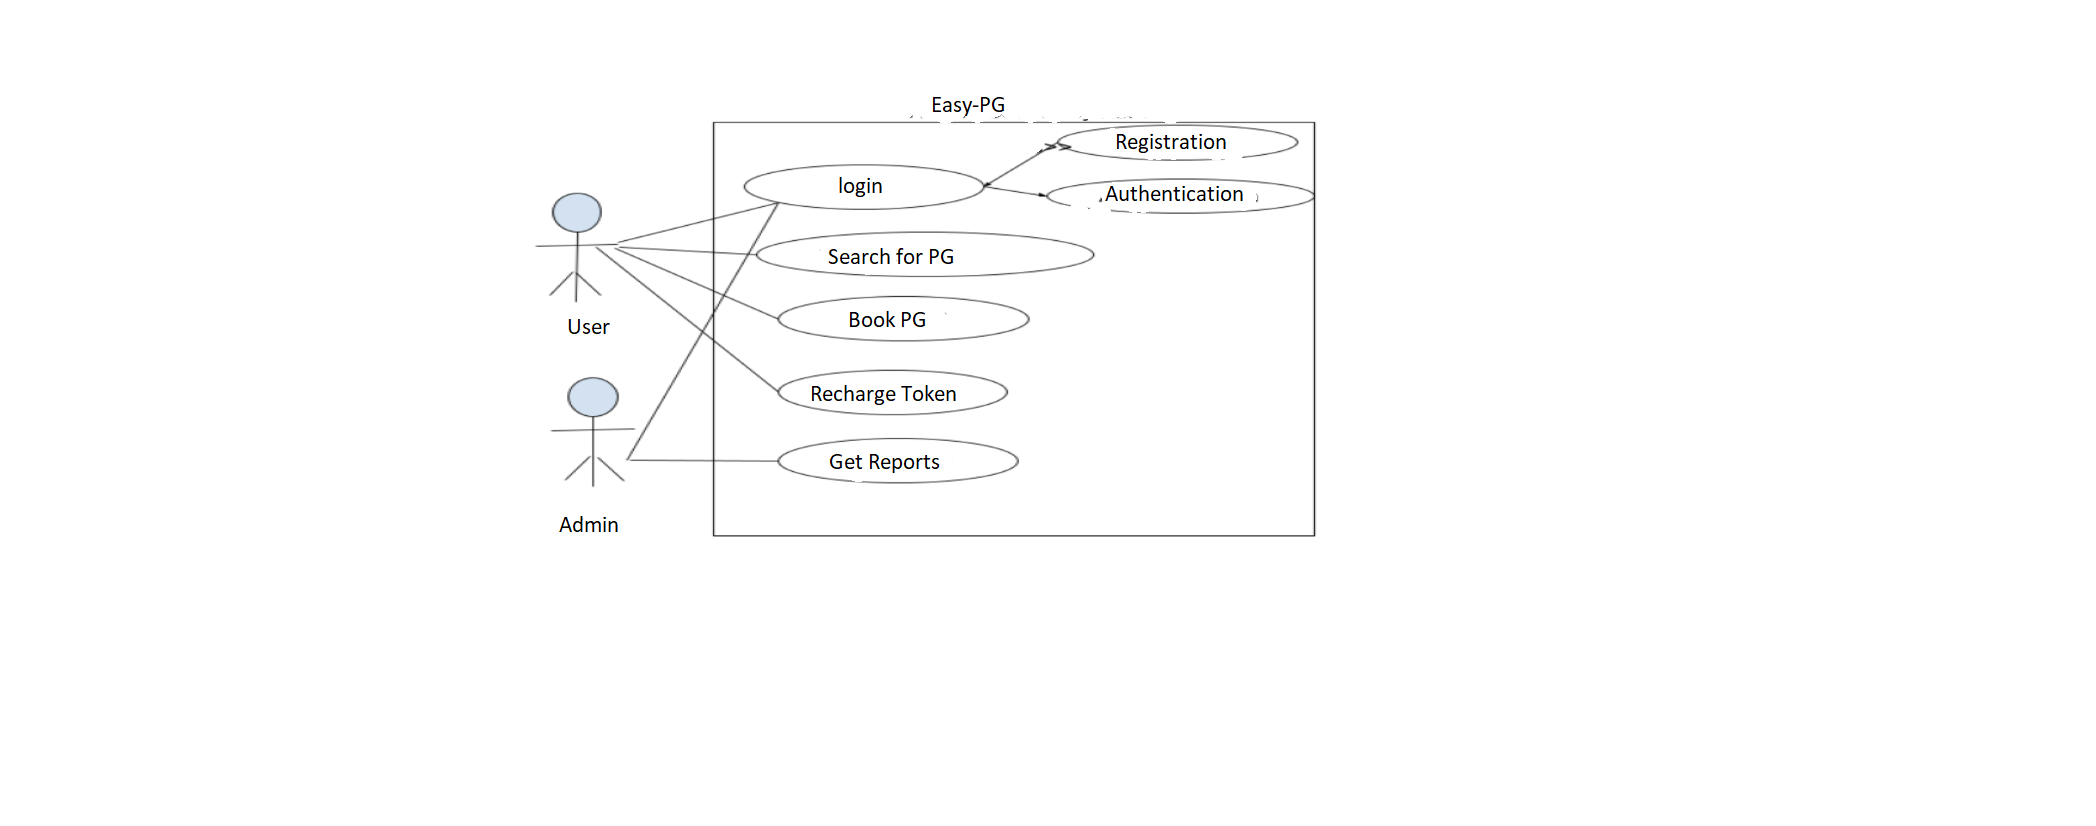 Easy-PG
Registration
login
Authentication
Search for PG
Book PG
User
Recharge Token
Get Reports
Admin